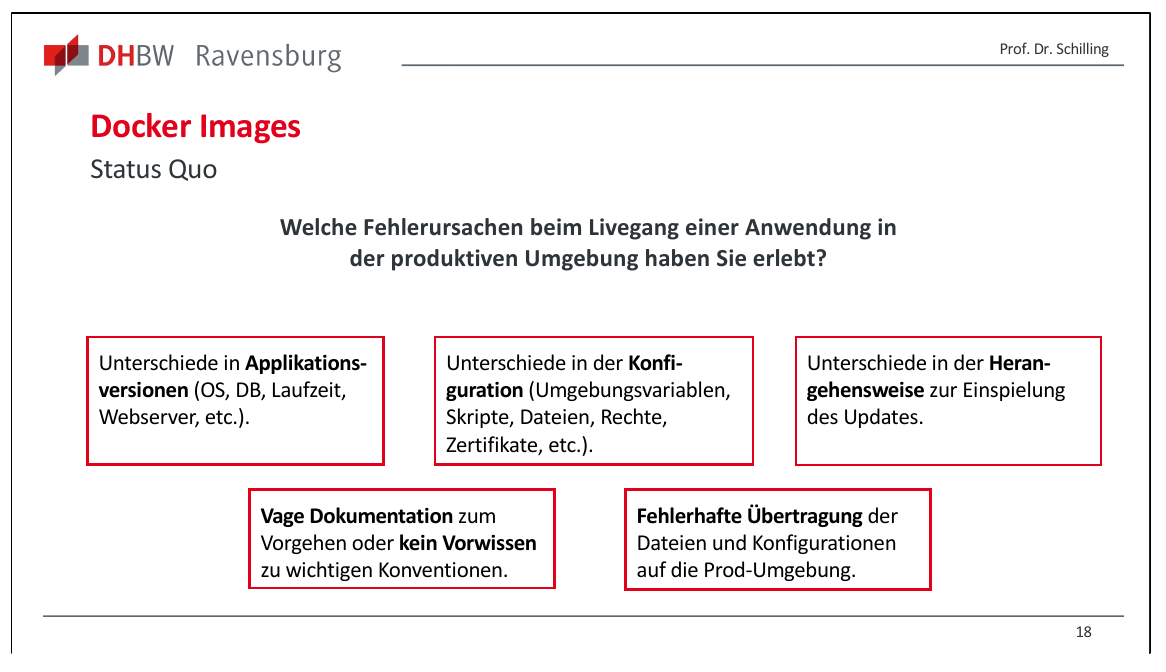 DHBW Ravensburg
Prof. Dr. Schilling
Docker Images
Status Quo
Welche Fehlerursachen beim Livegang einer Anwendung in
der produktiven Umgebung haben Sie erlebt?
Unterschiede in Applikations-
versionen (OS, DB, Laufzeit,
Webserver, etc.).
Unterschiede in der Konfi-
guration (Umgebungsvariablen,
Skripte, Dateien, Rechte,
Zertifikate, etc.).
Unterschiede in der Heran-
gehensweise zur Einspielung
des Updates.
Vage Dokumentation zum
Vorgehen oder kein Vorwissen
zu wichtigen Konventionen.
Fehlerhafte Übertragung der
Dateien und Konfigurationen
auf die Prod-Umgebung.
18